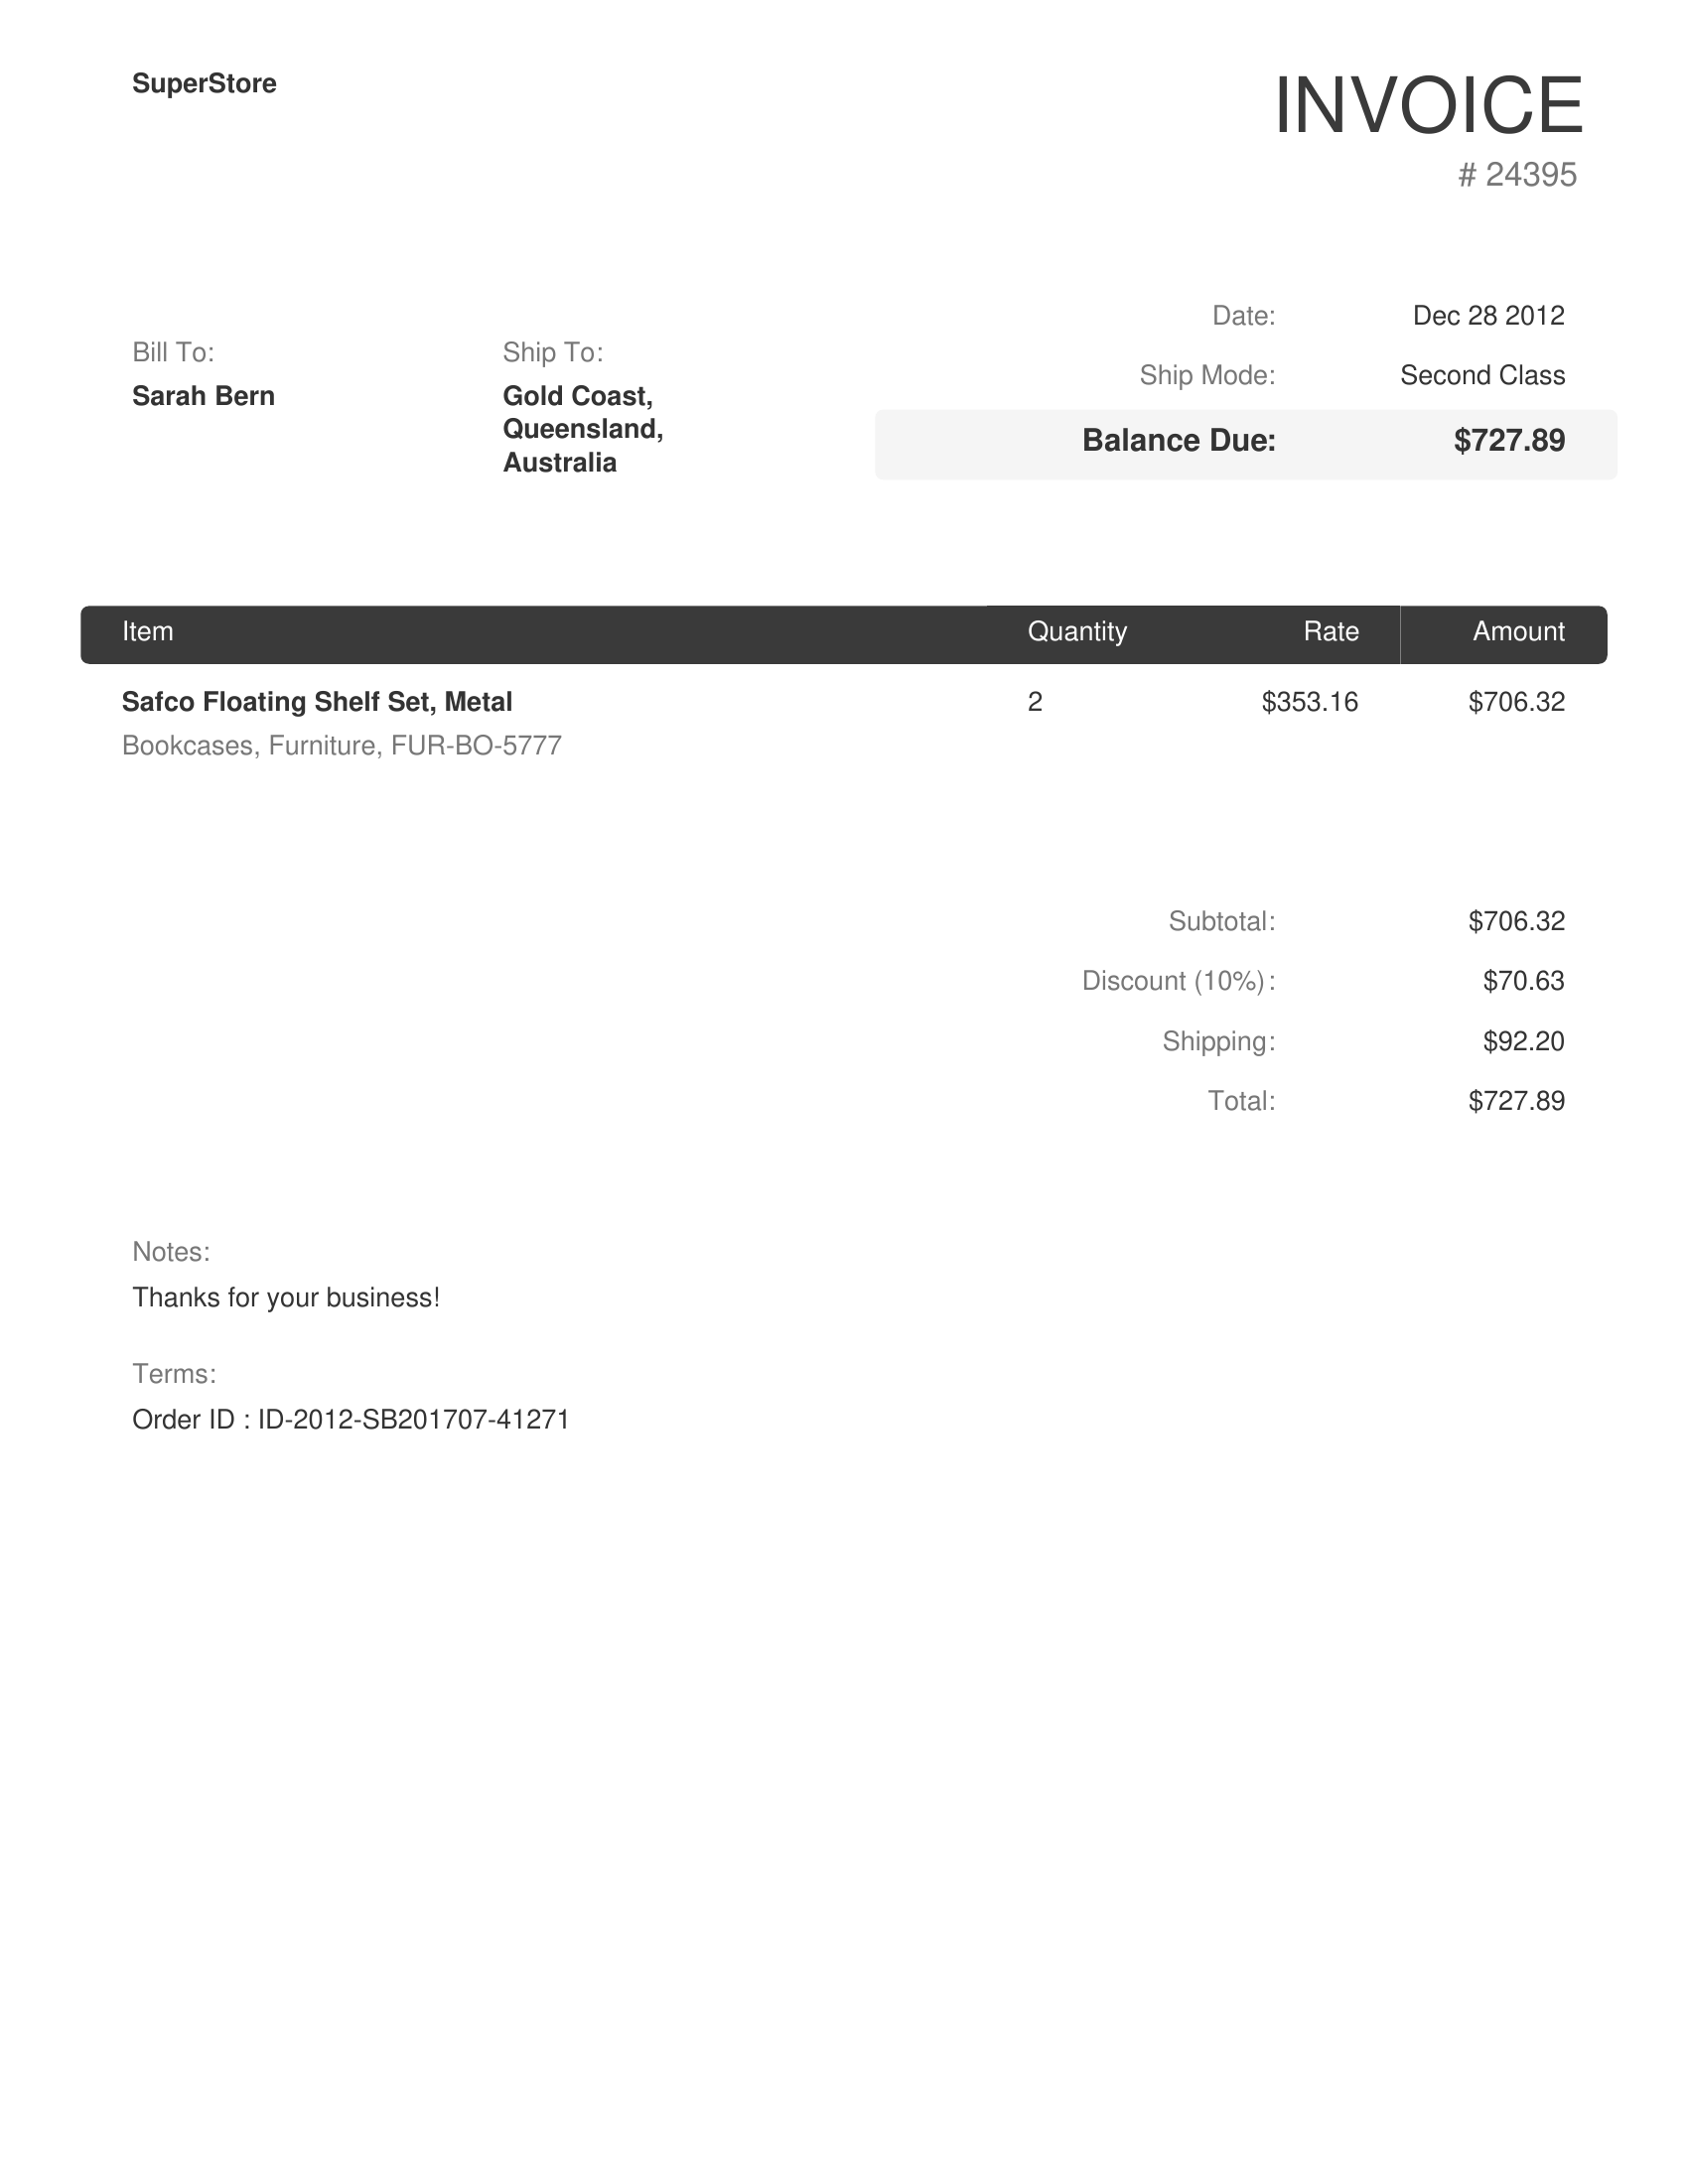 SuperStore
INVOICE
# 24395
Date: Dec 28 2012
Ship Mode: Second Class
Balance Due: $727.89
Bill To:
Sarah Bern
Ship To:
Gold Coast,
Queensland,
Australia
Item Quantity Rate Amount
Safco Floating Shelf Set, Metal 2 $353.16 $706.32
Bookcases, Furniture, FUR-BO-5777
Subtotal: $706.32
Discount (10%): $70.63
Shipping: $92.20
Total: $727.89
Notes:
Thanks for your business!
Terms:
Order ID : ID-2012-SB201707-41271